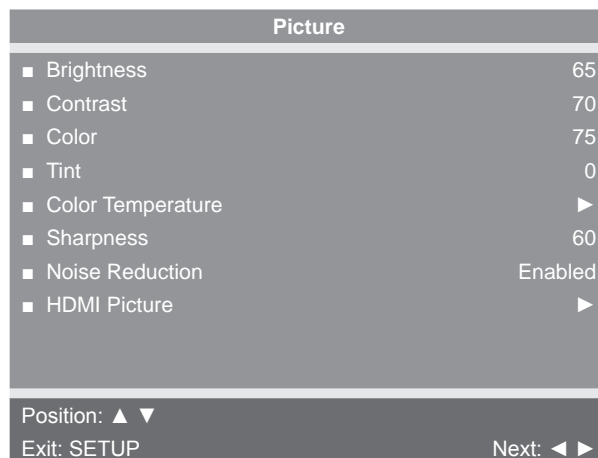 Picture
■ Brightness 65
■ Contrast 70
■ Color 75
■ Tint 0
■ Color Temperature ►
■ Sharpness 60
■ Noise Reduction Enabled
■ HDMI Picture ►
Position: ▲ ▼
Exit: SETUP Next: ◄ ►